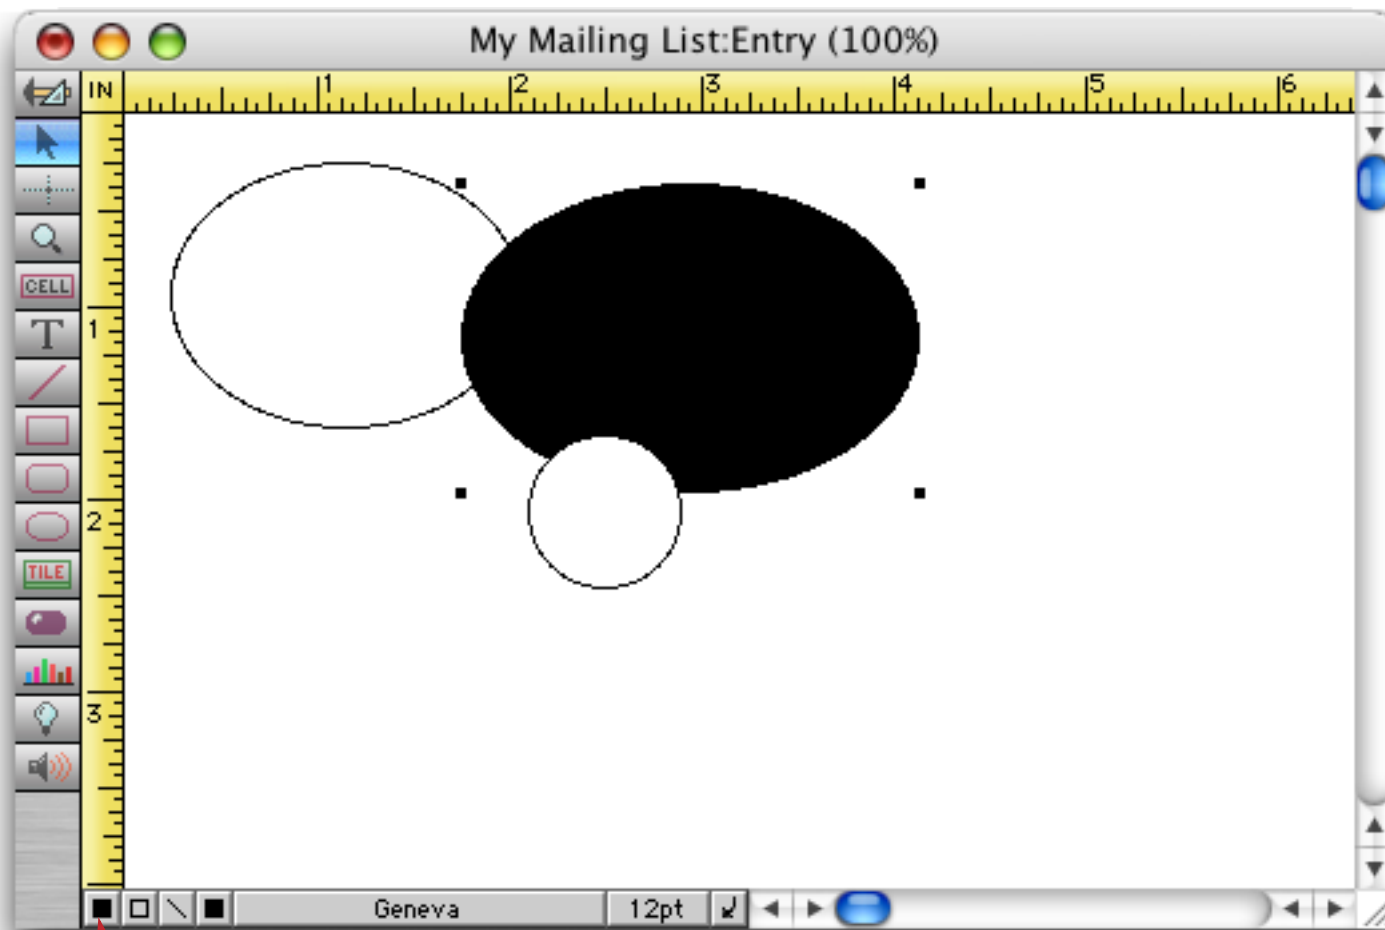 My Mailing List:Entry (100%)
IN 1 2 3 4 5 6
CELL
T
1
2
TILE
3
Geneva 12pt